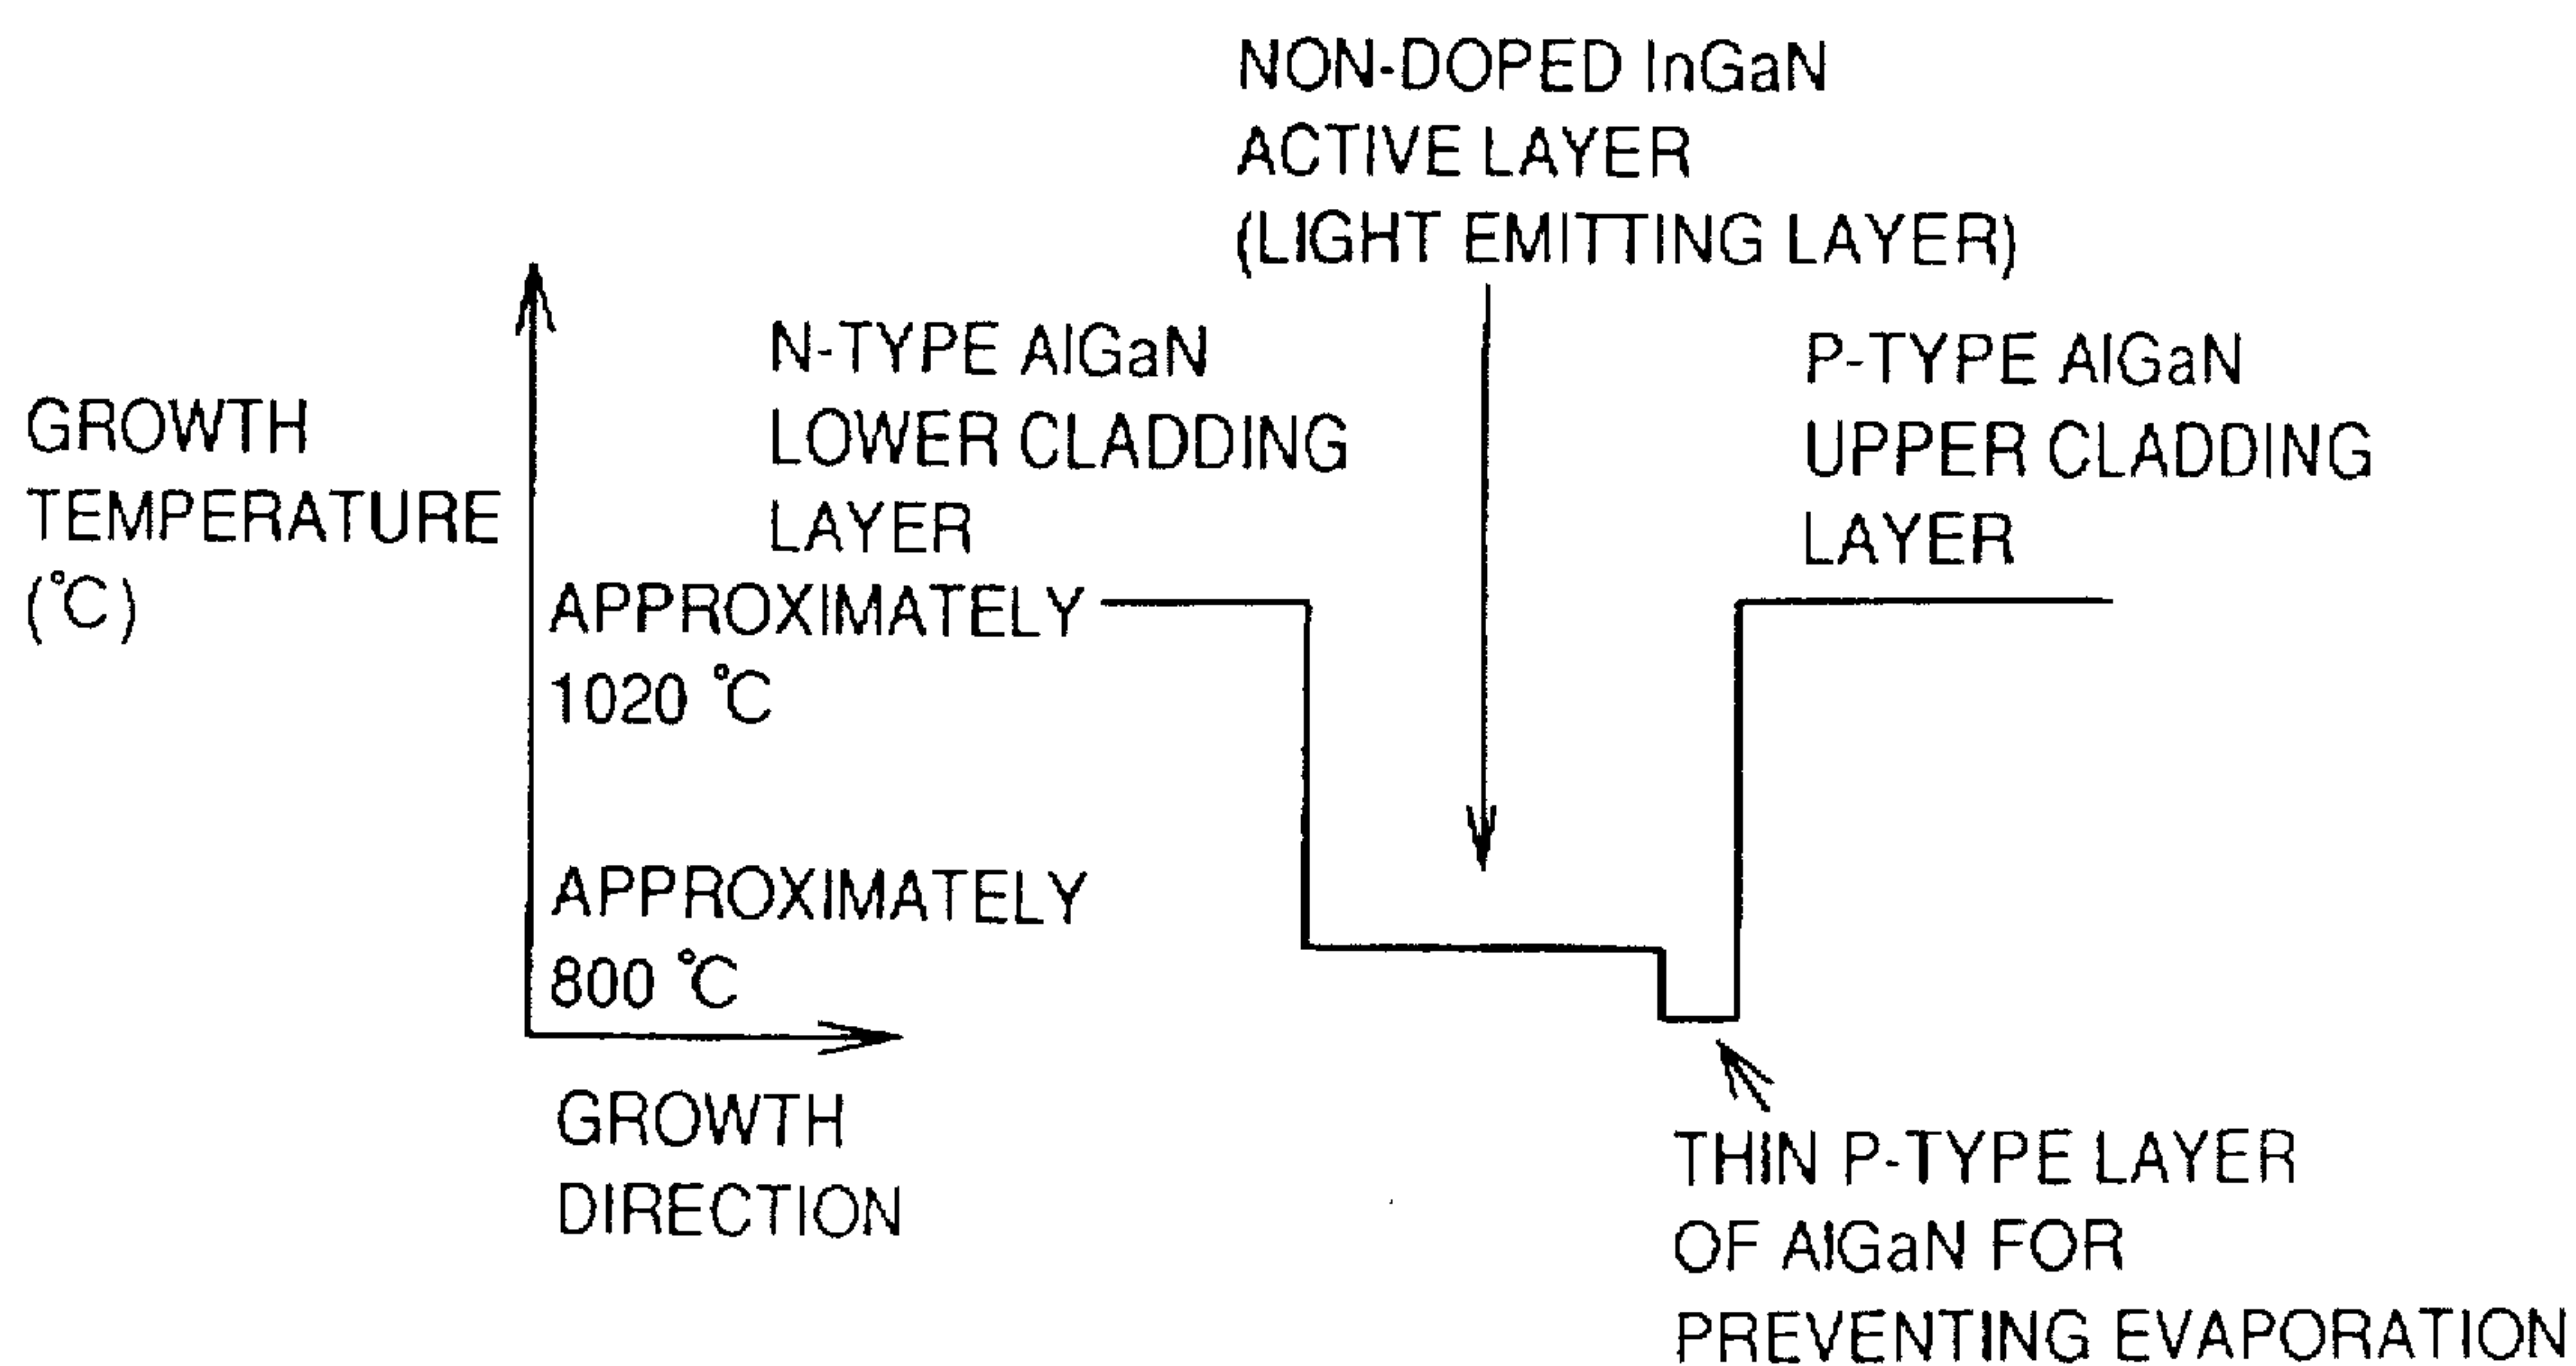 NON-DOPED InGaN
ACTIVE LAYER
(LIGHT EMITTING LAYER)
N-TYPE AlGaN
LOWER CLADDING
LAYER
P-TYPE AlGaN
UPPER CLADDING
LAYER
GROWTH
TEMPERATURE
(℃)
APPROXIMATELY
1020 ℃
APPROXIMATELY
800 ℃
GROWTH
DIRECTION
THIN P-TYPE LAYER
OF AlGaN FOR
PREVENTING EVAPORATION